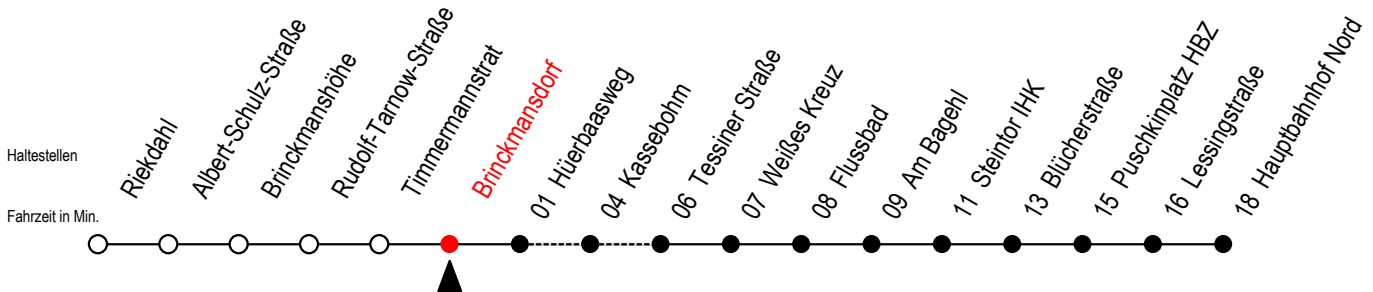 Haltestellen
Fahrzeit in Min.
Riekdahl
Albert-Schulz-Straße
Brinckmanshöhe
Rudolf-Tarnow-Straße
Timmermannstrat
Brinckmansdorf
01 Hüerbaasweg
04 Kassebohm
06 Tessiner Straße
07 Weißes Kreuz
08 Flussbad
09 Am Bagehl
11 Steintor IHK
13 Blücherstraße
15 Puschkinplatz HBZ
16 Lessingstraße
18 Hauptbahnhof Nord